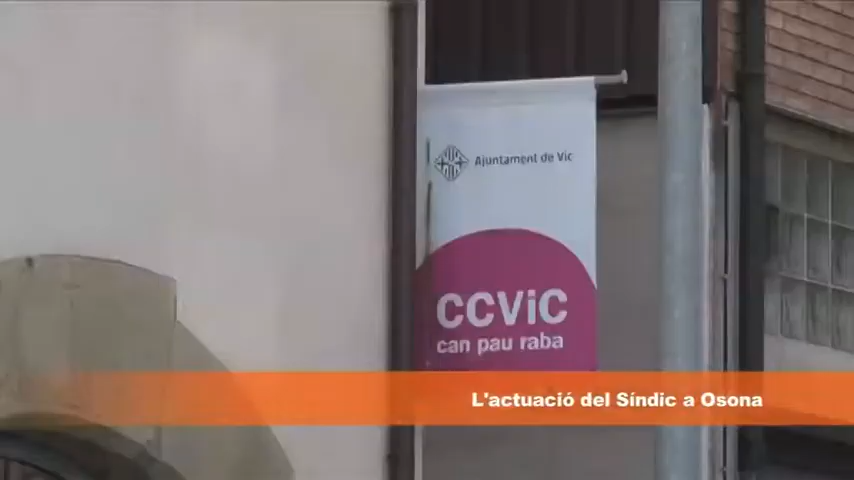 Ajuntament de Vic
CCViC
can pau raba
L'actuació del Síndic a Osona